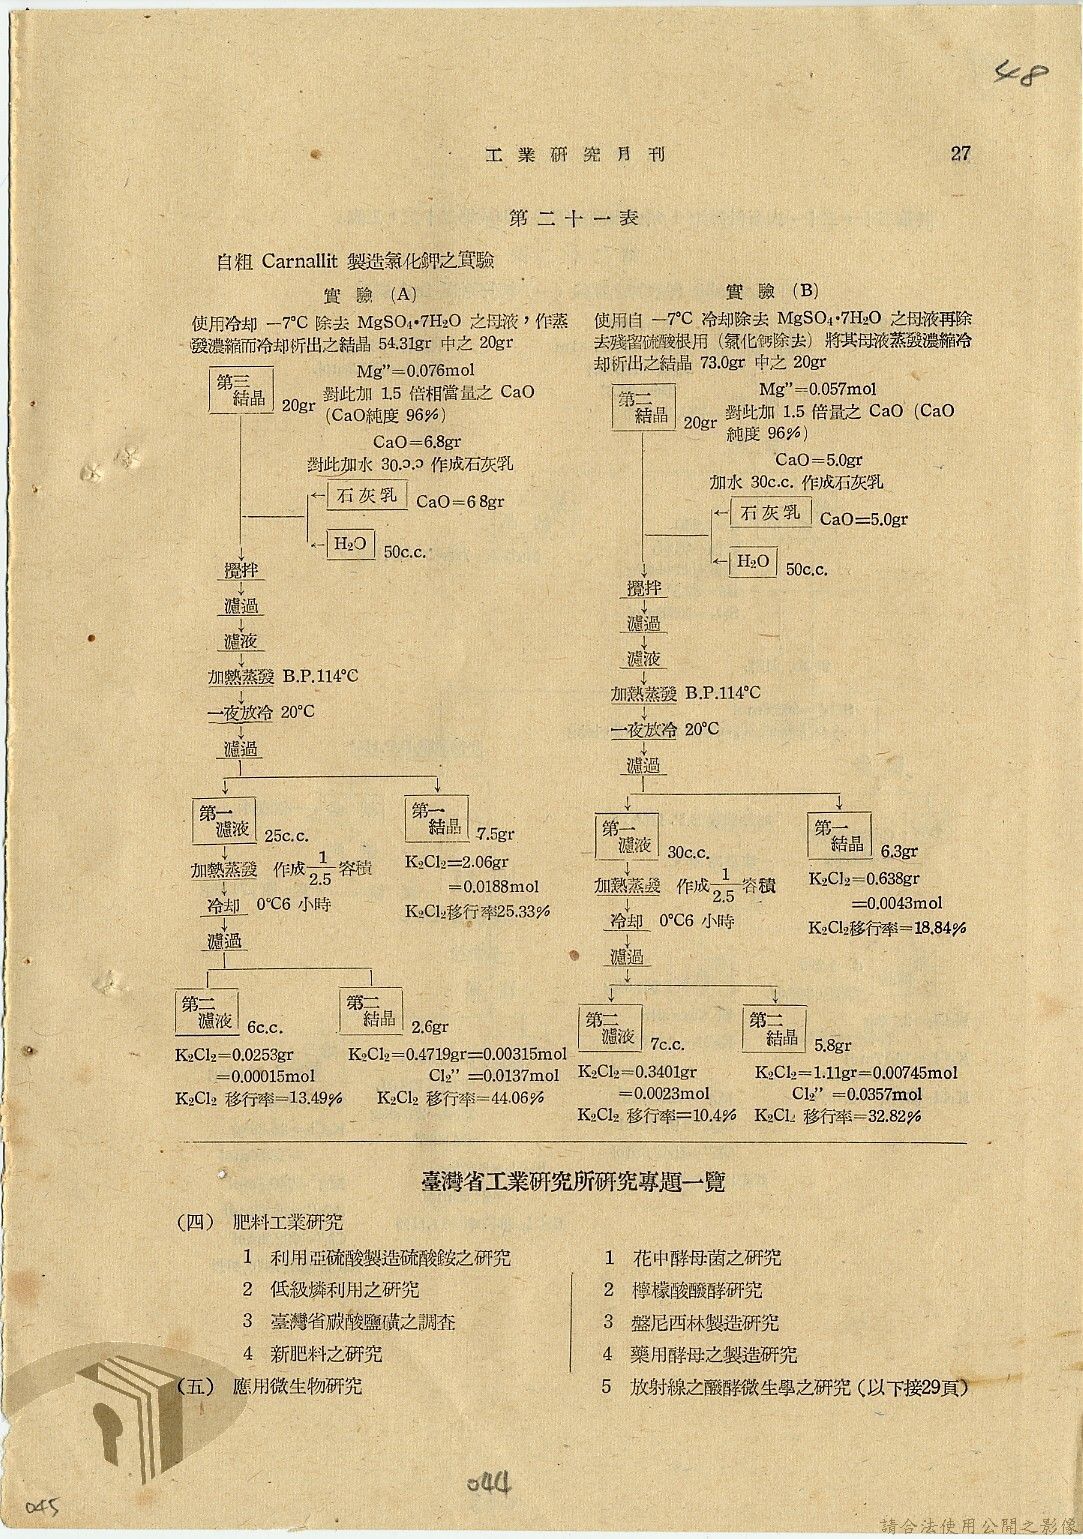 48
工業研究月刊 27
第二十一表
自粗 Carnallit 製造氯化鉀之實驗
實驗 (A)
使用冷却 —7°C 除去 MgSO₄•7H₂O 之母液，作蒸
發濃縮而冷却析出之結晶 54.31gr 中之 20gr
第三
結晶
20gr
Mg”=0.076mol
對此加 1.5 倍相當量之 CaO
(CaO純度 96%)
CaO=6.8gr
對此加水 30.c.c 作成石灰乳
石灰乳 CaO=6 8gr
H₂O 50c.c.
攪拌
濾過
濾液
加熱蒸發 B.P.114°C
一夜放冷 20°C
濾過
第一
濾液
25c.c.
第一
結晶
7.5gr
加熱蒸發 作成 1/2.5 容積
K₂Cl₂=2.06gr
=0.0188mol
K₂Cl₂移行率25.33%
冷却 0°C6 小時
濾過
第二
濾液
6c.c.
第二
結晶
2.6gr
K₂Cl₂=0.0253gr
=0.00015mol
K₂Cl₂ 移行率=13.49%
K₂Cl₂=0.4719gr=0.00315mol
Cl₂” =0.0137mol
K₂Cl₂ 移行率=44.06%
實驗 (B)
使用自 —7°C 冷却除去 MgSO₄•7H₂O 之母液再除
去殘留硫酸根用 (氯化鈣除去) 將其母液蒸發濃縮冷
却析出之結晶 73.0gr 中之 20gr
第二
結晶
20gr
Mg”=0.057mol
對此加 1.5 倍量之 CaO (CaO
純度 96%)
CaO=5.0gr
加水 30c.c. 作成石灰乳
石灰乳 CaO=5.0gr
H₂O 50c.c.
攪拌
濾過
濾液
加熱蒸發 B.P.114°C
一夜放冷 20°C
濾過
第一
濾液
30c.c.
第一
結晶
6.3gr
加熱蒸發 作成 1/2.5 容積
K₂Cl₂=0.638gr
=0.0043mol
K₂Cl₂移行率=18.84%
冷却 0°C6 小時
濾過
第二
濾液
7c.c.
第二
結晶
5.8gr
K₂Cl₂=0.3401gr
=0.0023mol
K₂Cl₂ 移行率=10.4%
K₂Cl₂=1.11gr=0.00745mol
Cl₂” =0.0357mol
K₂Cl₂ 移行率=32.82%
臺灣省工業研究所研究專題一覽
(四) 肥料工業研究
1 利用亞硫酸製造硫酸銨之研究
2 低級燐利用之研究
3 臺灣省碳酸鹽礦之調查
4 新肥料之研究
(五) 應用微生物研究
1 花中酵母菌之研究
2 檸檬酸醱酵研究
3 盤尼西林製造研究
4 藥用酵母之製造研究
5 放射線之醱酵微生學之研究 (以下接29頁)
044
045
請合法使用公開之影像